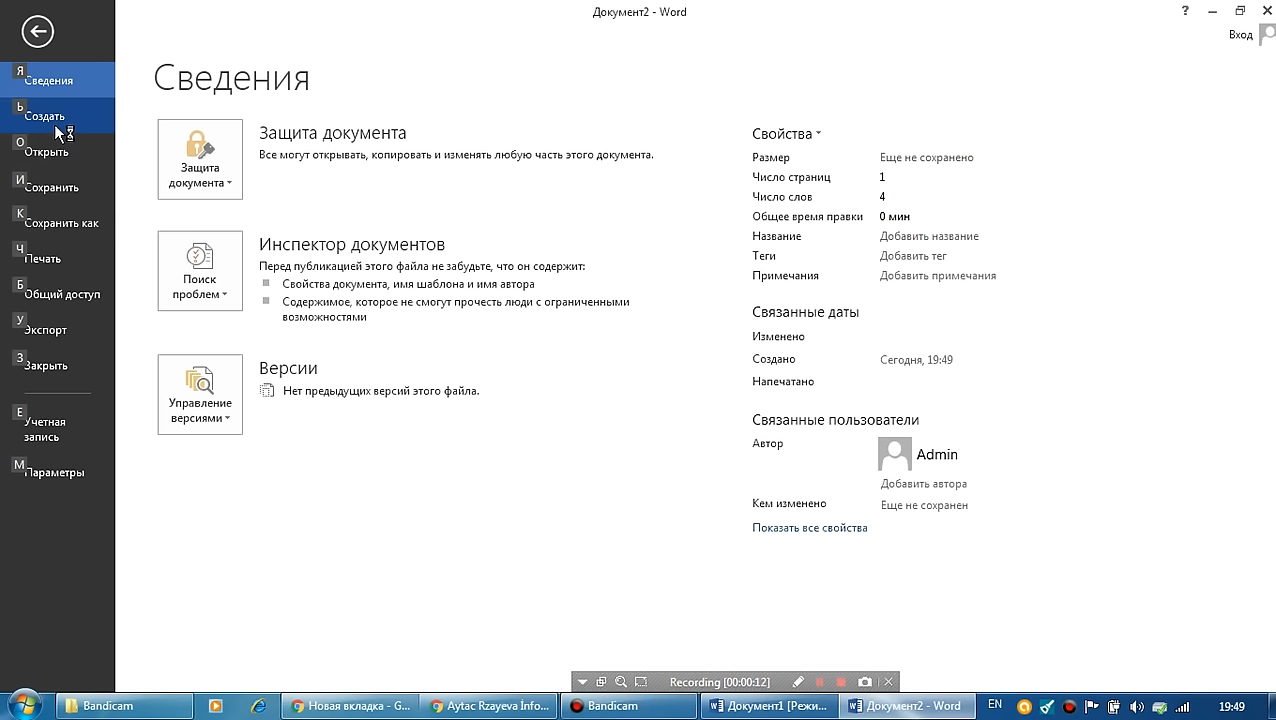 Документ2 - Word
?
Вход
Я
Сведения
Ь
Создать
О
Открыть
И
Сохранить
К
Сохранить как
Ч
Печать
Б
Общий доступ
У
Экспорт
З
Закрыть
Е
Учетная
запись
М
Параметры
Сведения
Защита
документа
Защита документа
Все могут открывать, копировать и изменять любую часть этого документа.
Поиск
проблем
Инспектор документов
Перед публикацией этого файла не забудьте, что он содержит:
Свойства документа, имя шаблона и имя автора
Содержимое, которое не смогут прочесть люди с ограниченными
возможностями
Управление
версиями
Версии
Нет предыдущих версий этого файла.
Свойства
Размер Еще не сохранено
Число страниц 1
Число слов 4
Общее время правки 0 мин
Название Добавить название
Теги Добавить тег
Примечания Добавить примечания
Связанные даты
Изменено
Создано Сегодня, 19:49
Напечатано
Связанные пользователи
Автор Admin
Добавить автора
Кем изменено Еще не сохранен
Показать все свойства
Recording [00:00:12]
Bandicam
Новая вкладка - G...
Aytac Rzayeva Info...
Bandicam
Документ1 [Режи...
Документ2 - Word
EN
19:49